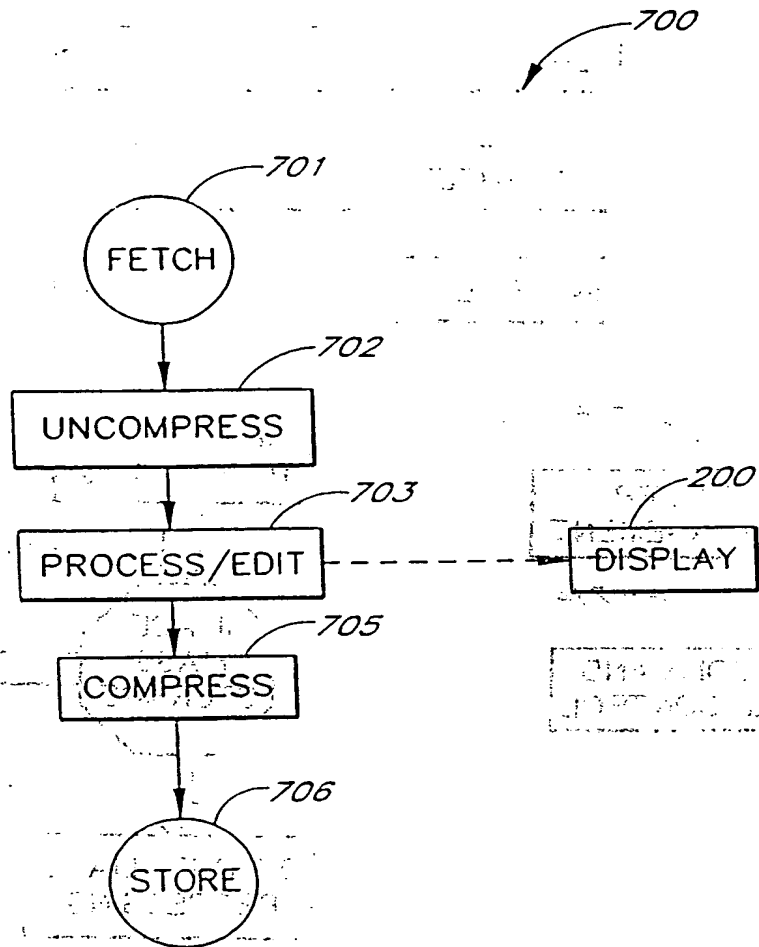 700
701
FETCH
702
UNCOMPRESS
703
200
PROCESS/EDIT
DISPLAY
705
COMPRESS
706
STORE